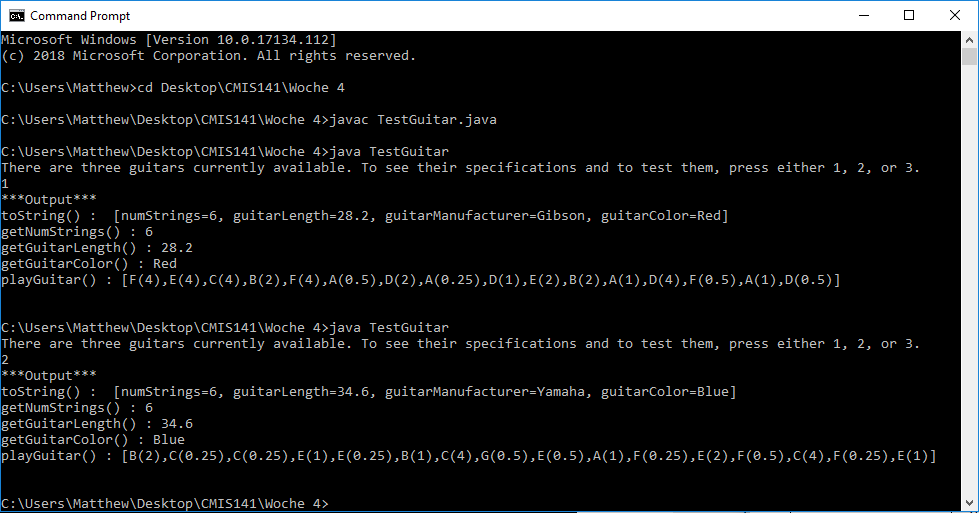 Command Prompt
Microsoft Windows [Version 10.0.17134.112]
(c) 2018 Microsoft Corporation. All rights reserved.
C:\Users\Matthew>cd Desktop\CMIS141\Woche 4
C:\Users\Matthew\Desktop\CMIS141\Woche 4>javac TestGuitar.java
C:\Users\Matthew\Desktop\CMIS141\Woche 4>java TestGuitar
There are three guitars currently available. To see their specifications and to test them, press either 1, 2, or 3.
1
***Output***
toString() :  [numStrings=6, guitarLength=28.2, guitarManufacturer=Gibson, guitarColor=Red]
getNumStrings() : 6
getGuitarLength() : 28.2
getGuitarColor() : Red
playGuitar() : [F(4),E(4),C(4),B(2),F(4),A(0.5),D(2),A(0.25),D(1),E(2),B(2),A(1),D(4),F(0.5),A(1),D(0.5)]
C:\Users\Matthew\Desktop\CMIS141\Woche 4>java TestGuitar
There are three guitars currently available. To see their specifications and to test them, press either 1, 2, or 3.
2
***Output***
toString() :  [numStrings=6, guitarLength=34.6, guitarManufacturer=Yamaha, guitarColor=Blue]
getNumStrings() : 6
getGuitarLength() : 34.6
getGuitarColor() : Blue
playGuitar() : [B(2),C(0.25),C(0.25),E(1),E(0.25),B(1),C(4),G(0.5),E(0.5),A(1),F(0.25),E(2),F(0.5),C(4),F(0.25),E(1)]
C:\Users\Matthew\Desktop\CMIS141\Woche 4>